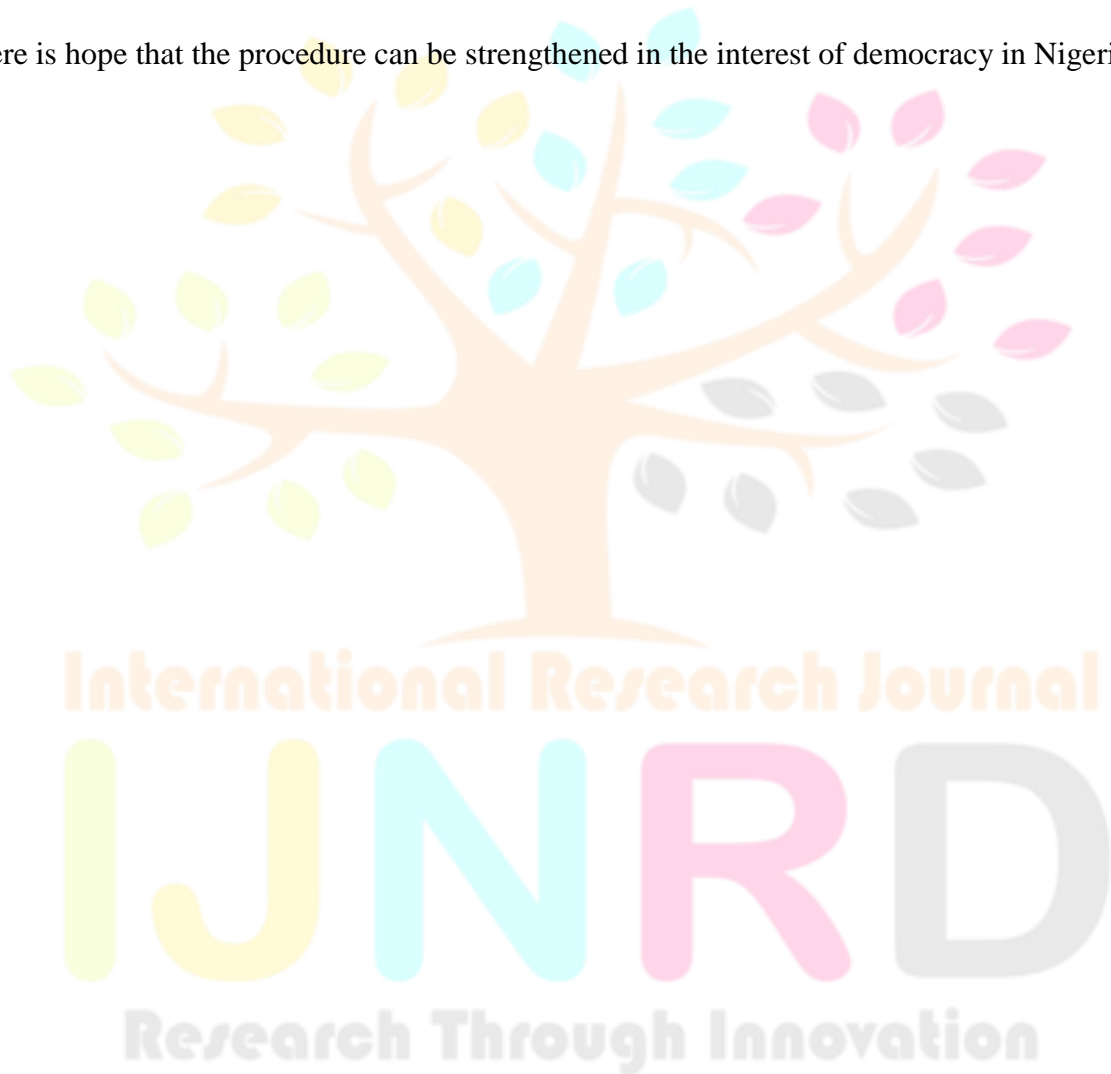 ere is hope that the procedure can be strengthened in the interest of democracy in Nigeri
International Research Journal
IJNRD
Research Through Innovation